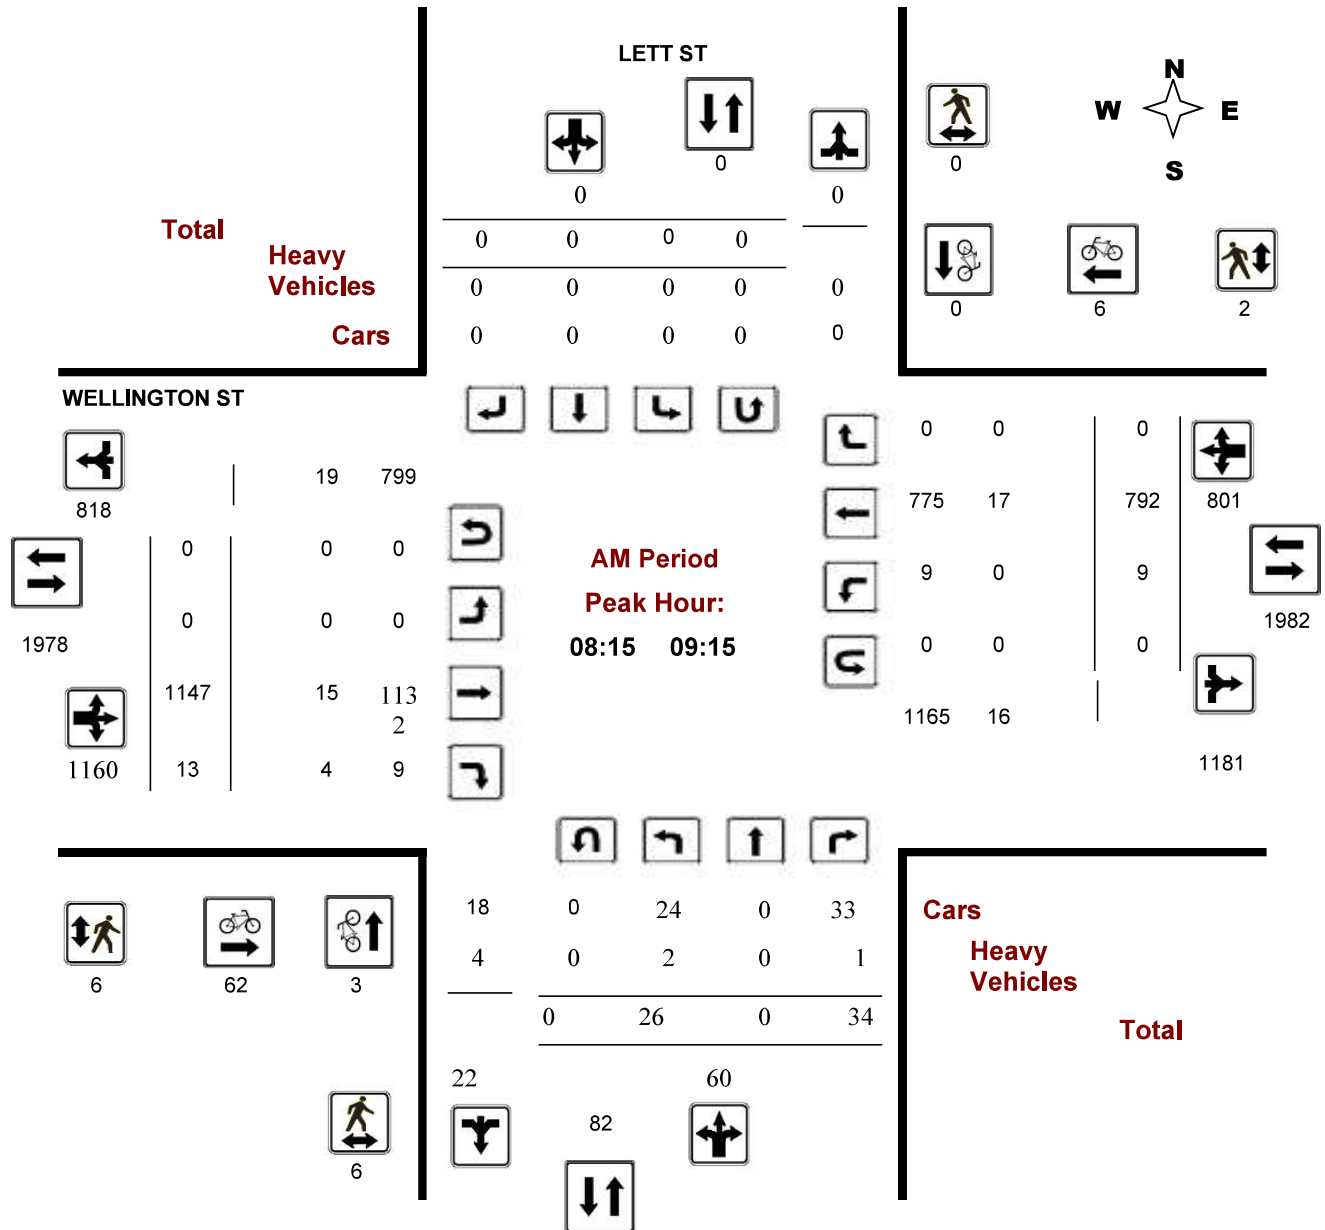 LETT ST
N
W E
S
0
0
0
0 0
Total
0 0 0 0
Heavy
Vehicles
0 0 0 0 0
Cars
0 0 0 0 0
0 6 2
WELLINGTON ST
818
19 799
0 0 0
0 0 0
1978
1147 15 113
2
1160
13 4 9
AM Period
Peak Hour:
08:15 09:15
0 0 0
775 17 792 801
9 0 9
1982
0 0 0
1165 16
1181
18 0 24 0 33
4 0 2 0 1
0 26 0 34
22 60
82
Cars
Heavy
Vehicles
Total
6 62 3
6